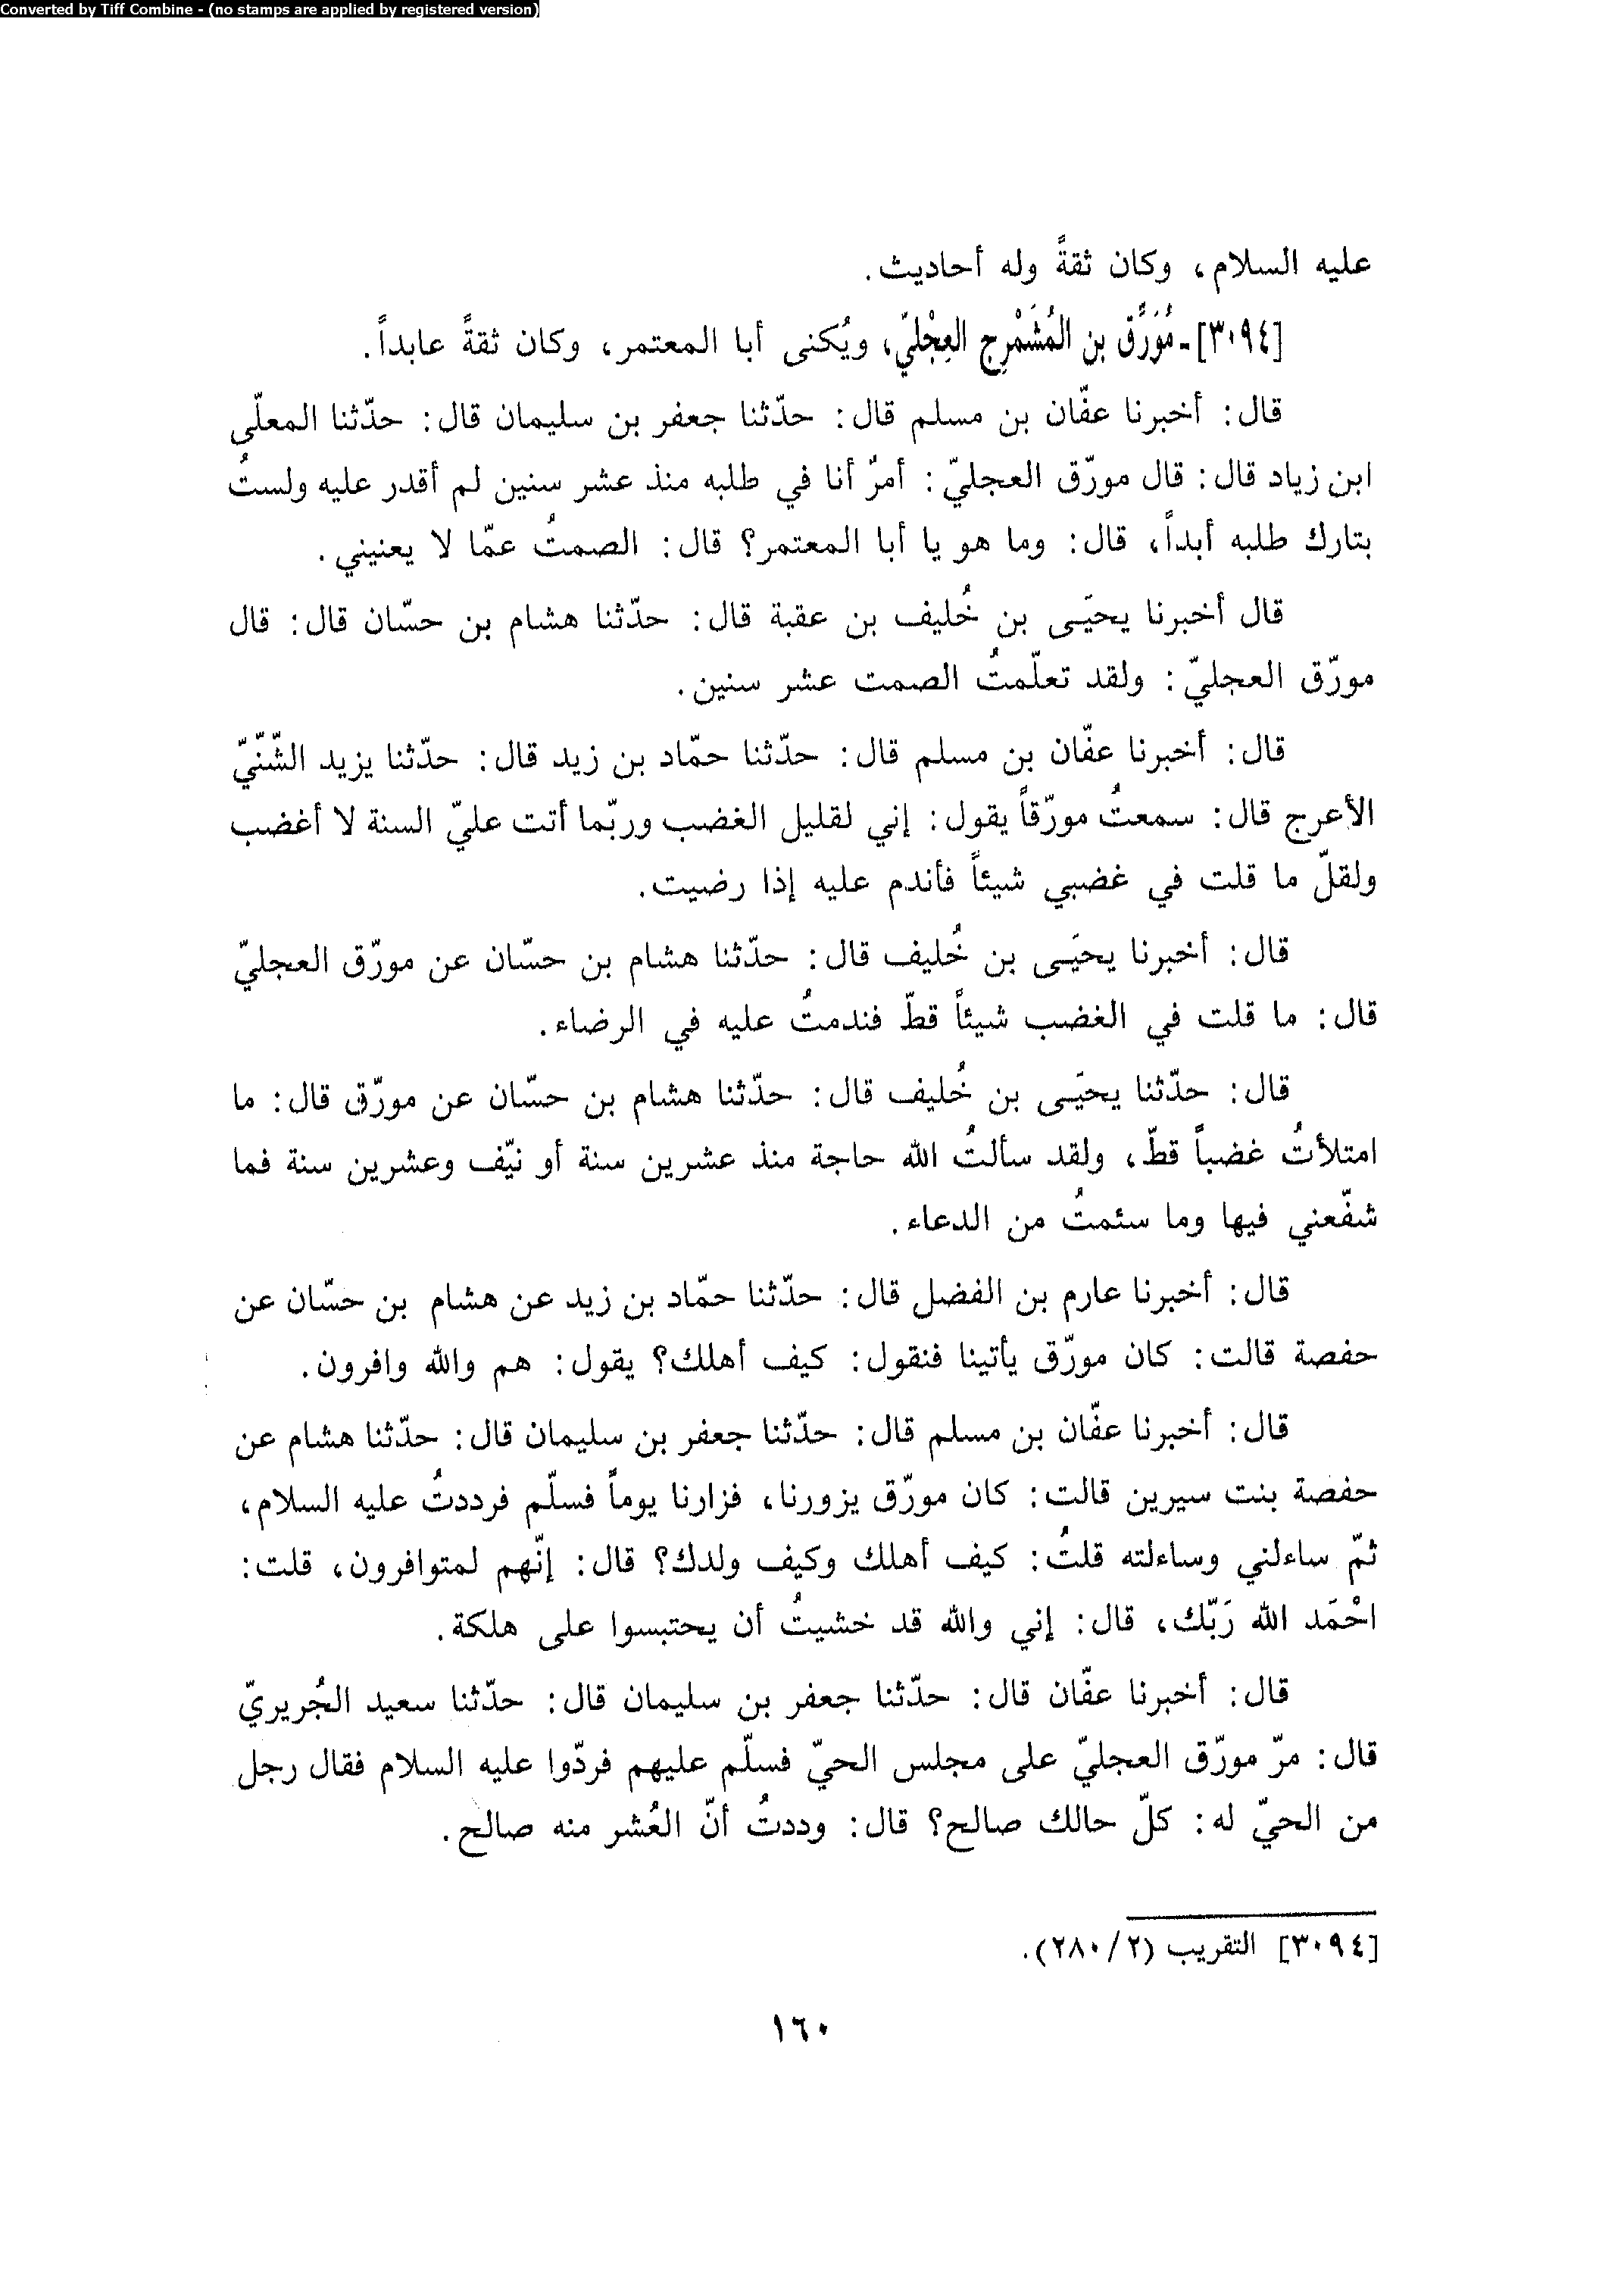 Converted by Tiff Combine - (no stamps are applied by registered version)
عليه السلام، وكان ثقةً وله أحاديث.
[٣٠٩٤]ـ مُوَرِّق بن المُشَمْرِج العِجْليّ، ويُكنى أبا المعتمر، وكان ثقةً عابداً.
قال: أخبرنا عفّان بن مسلم قال: حدّثنا جعفر بن سليمان قال: حدّثنا المعلّى
ابن زياد قال: قال مورّق العجليّ: أمرٌ أنا في طلبه منذ عشر سنين لم أقدر عليه ولستُ
بتارك طلبه أبداً، قال: وما هو يا أبا المعتمر؟ قال: الصمتُ عمّا لا يعنيني.
قال أخبرنا يحيَى بن خُليف بن عقبة قال: حدّثنا هشام بن حسّان قال: قال
مورّق العجليّ: ولقد تعلّمتُ الصمت عشر سنين.
قال: أخبرنا عفّان بن مسلم قال: حدّثنا حمّاد بن زيد قال: حدّثنا يزيد الشّنّيّ
الأعرج قال: سمعتُ مورّقاً يقول: إني لقليل الغضب وربّما أتت عليّ السنة لا أغضب
ولقلّ ما قلت في غضبي شيئاً فأندم عليه إذا رضيت.
قال: أخبرنا يحيَى بن خُليف قال: حدّثنا هشام بن حسّان عن مورّق العجليّ
قال: ما قلت في الغضب شيئاً قطّ فندمتُ عليه في الرضاء.
قال: حدّثنا يحيَى بن خُليف قال: حدّثنا هشام بن حسّان عن مورّق قال: ما
امتلأتُ غضباً قطّ، ولقد سألتُ الله حاجة منذ عشرين سنة أو نيّف وعشرين سنة فما
شفّعني فيها وما سئمتُ من الدعاء.
قال: أخبرنا عارم بن الفضل قال: حدّثنا حمّاد بن زيد عن هشام بن حسّان عن
حفصة قالت: كان مورّق يأتينا فنقول: كيف أهلك؟ يقول: هم والله وافرون.
قال: أخبرنا عفّان بن مسلم قال: حدّثنا جعفر بن سليمان قال: حدّثنا هشام عن
حفصة بنت سيرين قالت: كان مورّق يزورنا، فزارنا يوماً فسلّم فرددتُ عليه السلام،
ثمّ ساءلني وساءلته قلتُ: كيف أهلك وكيف ولدك؟ قال: إنّهم لمتوافرون، قلت:
احْمَد الله رَبّك، قال: إني والله قد خشيتُ أن يحتبسوا على هلكة.
قال: أخبرنا عفّان قال: حدّثنا جعفر بن سليمان قال: حدّثنا سعيد الجُريريّ
قال: مرّ مورّق العجليّ على مجلس الحيّ فسلّم عليهم فردّوا عليه السلام فقال رجل
من الحيّ له: كلّ حالك صالح؟ قال: وددتُ أنّ العُشر منه صالح.
[٣٠٩٤] التقريب (٢/٢٨٠).
١٦٠